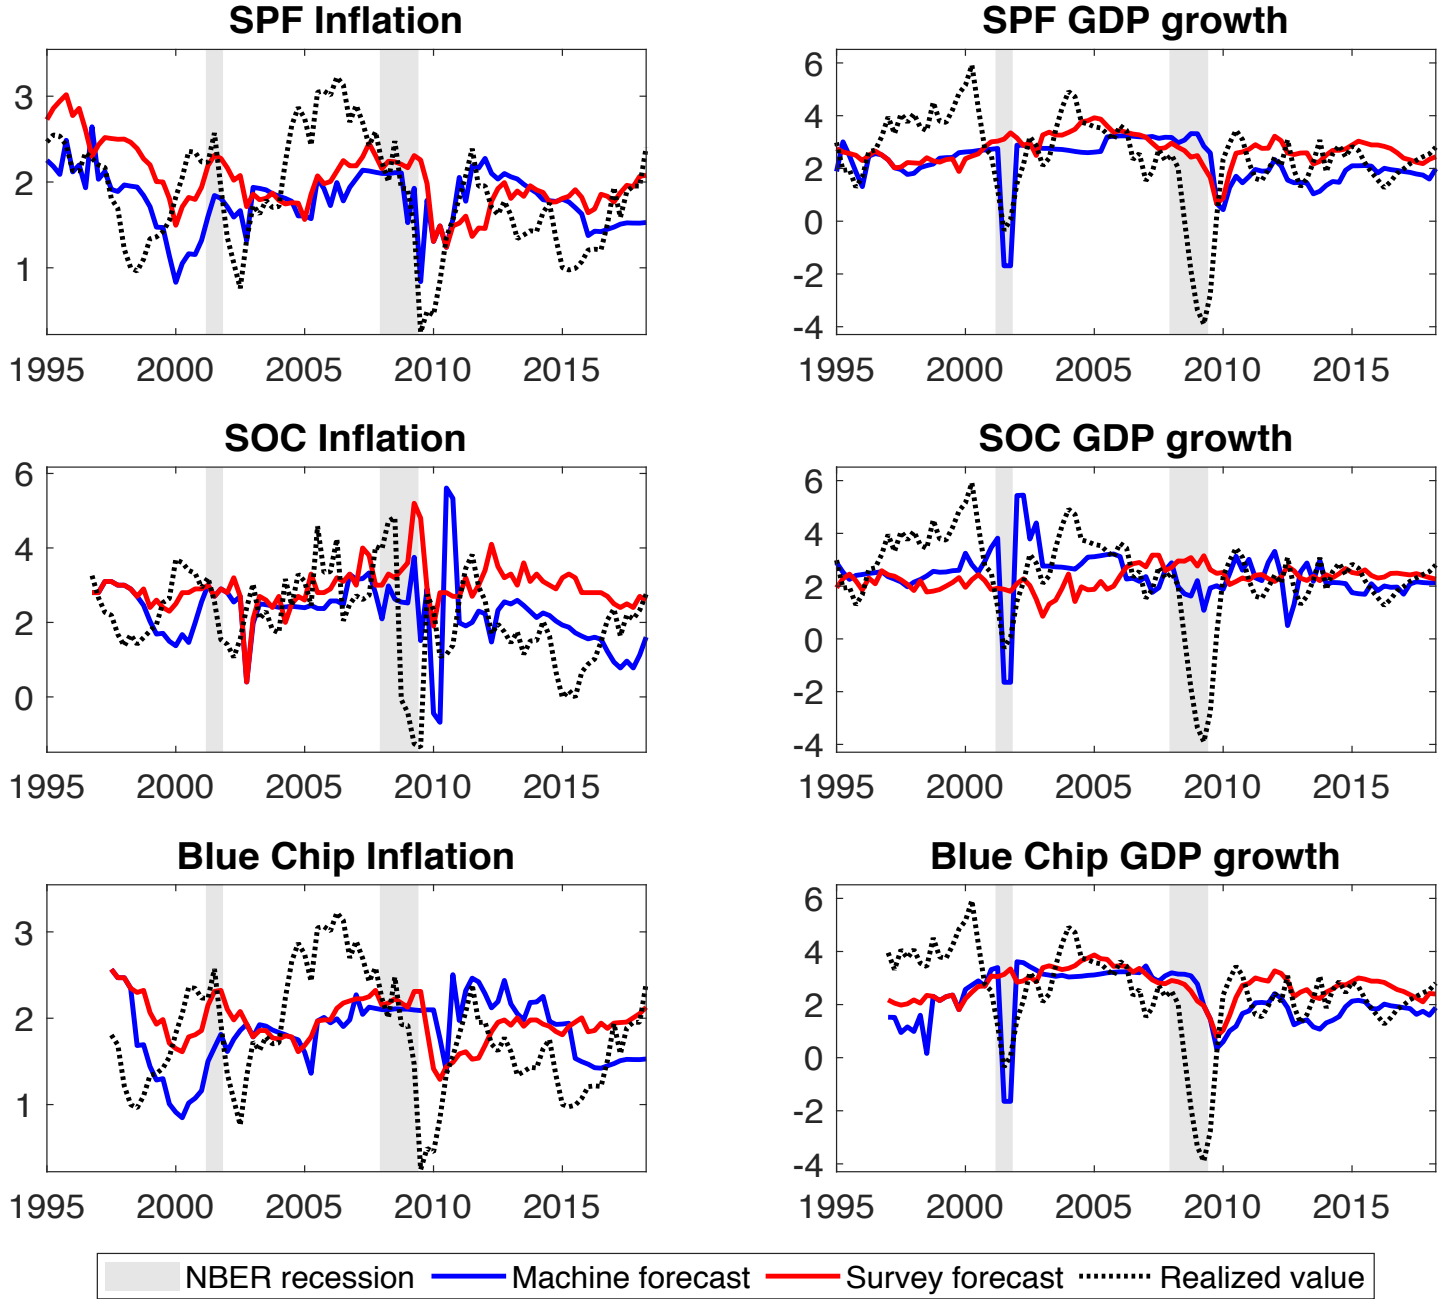 SPF Inflation
3
2
1
1995 2000 2005 2010 2015
SPF GDP growth
6
4
2
0
-2
-4
1995 2000 2005 2010 2015
SOC Inflation
6
4
2
0
1995 2000 2005 2010 2015
SOC GDP growth
6
4
2
0
-2
-4
1995 2000 2005 2010 2015
Blue Chip Inflation
3
2
1
1995 2000 2005 2010 2015
Blue Chip GDP growth
6
4
2
0
-2
-4
1995 2000 2005 2010 2015
NBER recession Machine forecast Survey forecast Realized value